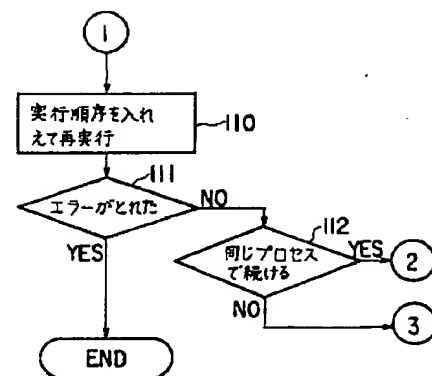 1
実行順序を入れ
えて再実行
110
111
エラーがとれた
NO
112
YES
同じプロセス
で続ける
YES
2
NO
3
END